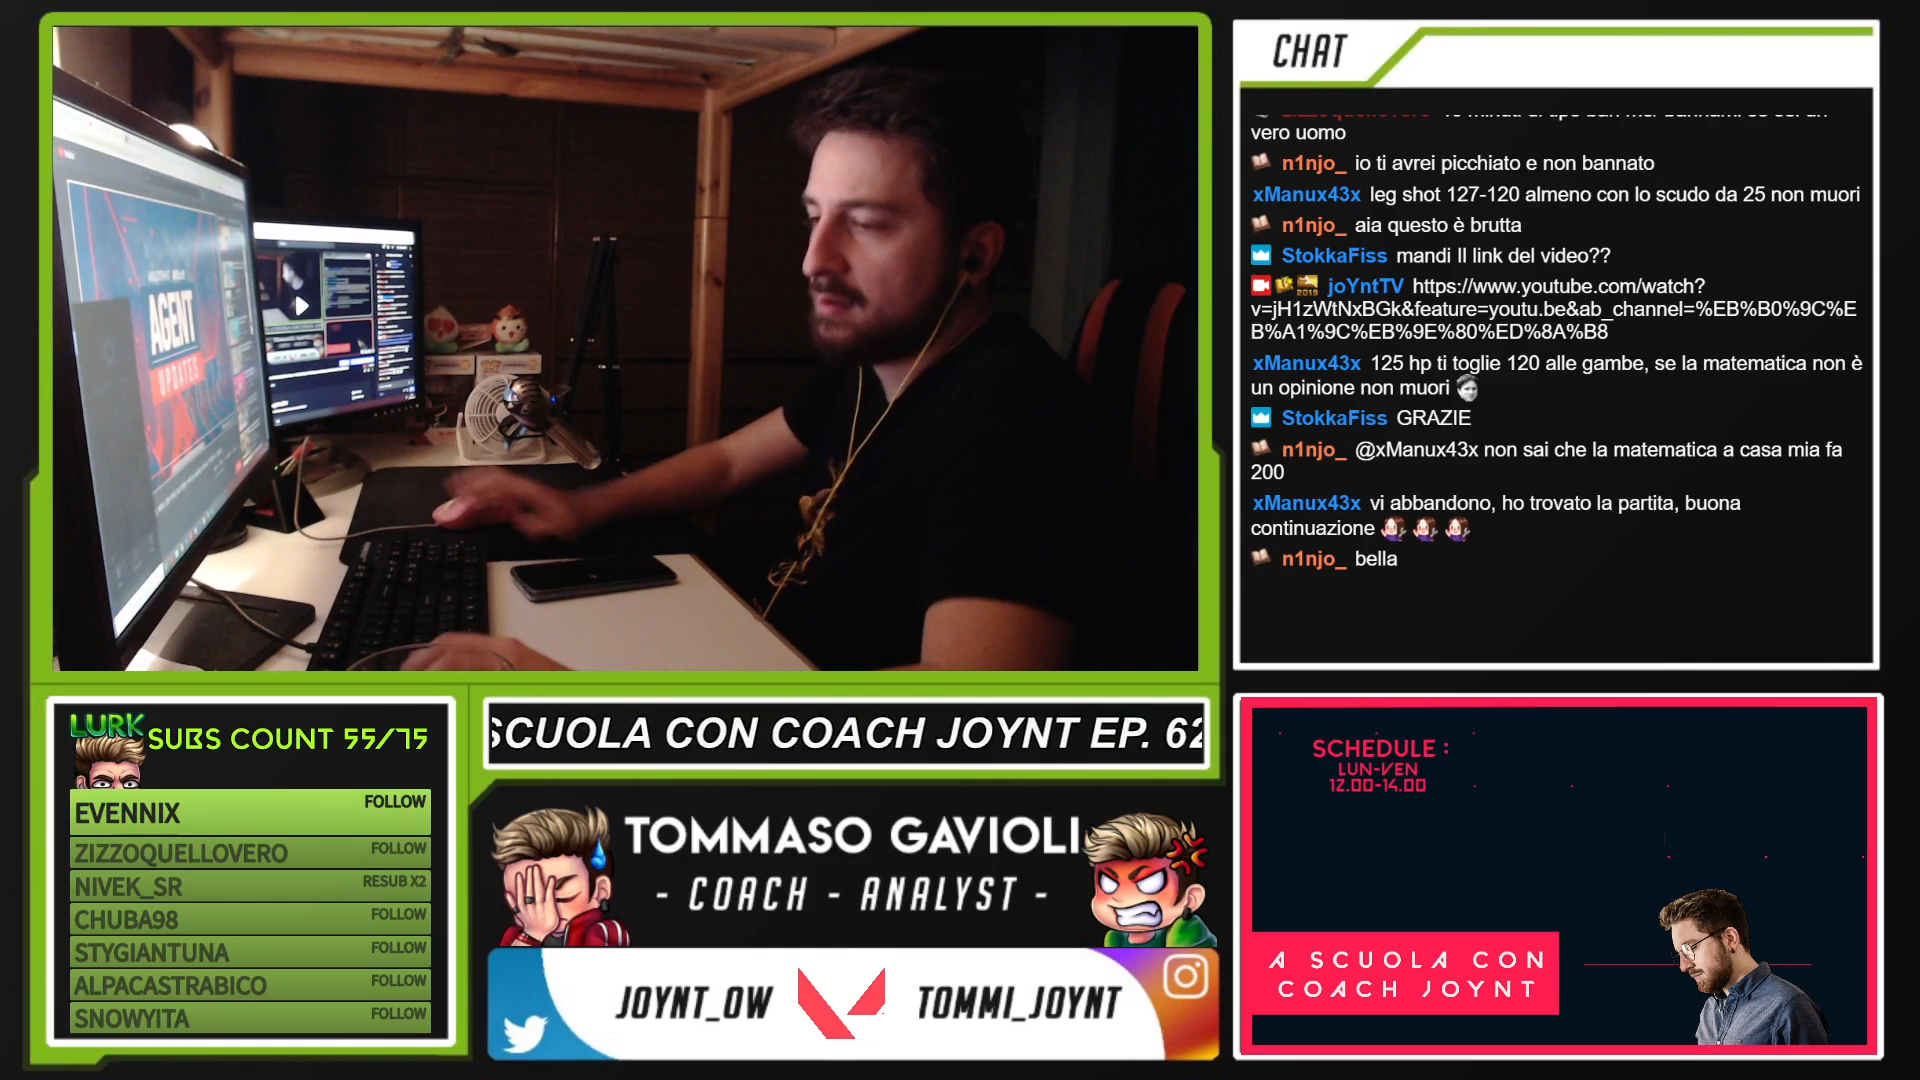 AGENT
UPDATES
CHAT
vero uomo
n1njo_ io ti avrei picchiato e non bannato
xManux43x leg shot 127-120 almeno con lo scudo da 25 non muori
n1njo_ aia questo è brutta
StokkaFiss mandi Il link del video??
joYntTV https://www.youtube.com/watch?
v=jH1zWtNxBGk&feature=youtu.be&ab_channel=%EB%B0%9C%E
B%A1%9C%EB%9E%80%ED%8A%B8
xManux43x 125 hp ti toglie 120 alle gambe, se la matematica non è
un opinione non muori
StokkaFiss GRAZIE
n1njo_ @xManux43x non sai che la matematica a casa mia fa
200
xManux43x vi abbandono, ho trovato la partita, buona
continuazione
n1njo_ bella
LURK
SUBS COUNT 55/75
EVENNIX FOLLOW
ZIZZOQUELLOVERO FOLLOW
NIVEK_SR RESUB X2
CHUBA98 FOLLOW
STYGIANTUNA FOLLOW
ALPACASTRABICO FOLLOW
SNOWYITA FOLLOW
SCUOLA CON COACH JOYNT EP. 62
TOMMASO GAVIOLI
- COACH - ANALYST -
JOYNT_OW
TOMMI_JOYNT
SCHEDULE :
LUN-VEN
12.00-14.00
A SCUOLA CON
COACH JOYNT